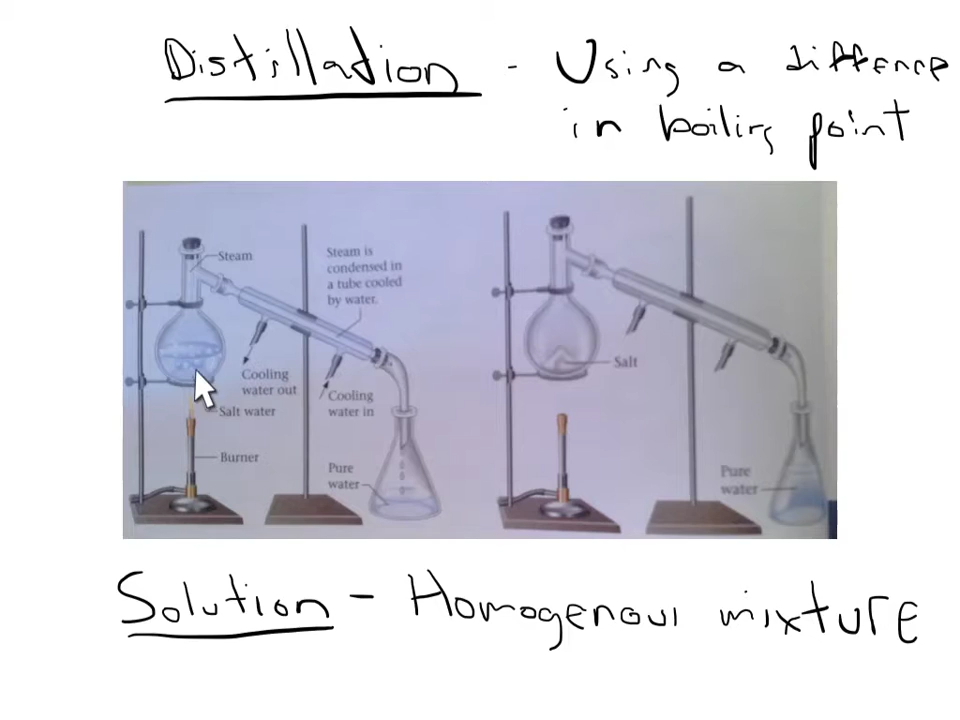 Distillation - Using a diffence
in boiling point
Steam
Steam is
condensed in
a tube cooled
by water.
Cooling
water out
Cooling
water in
Salt water
Burner
Pure
water
Salt
Pure
water
Solution - Homogenous mixture